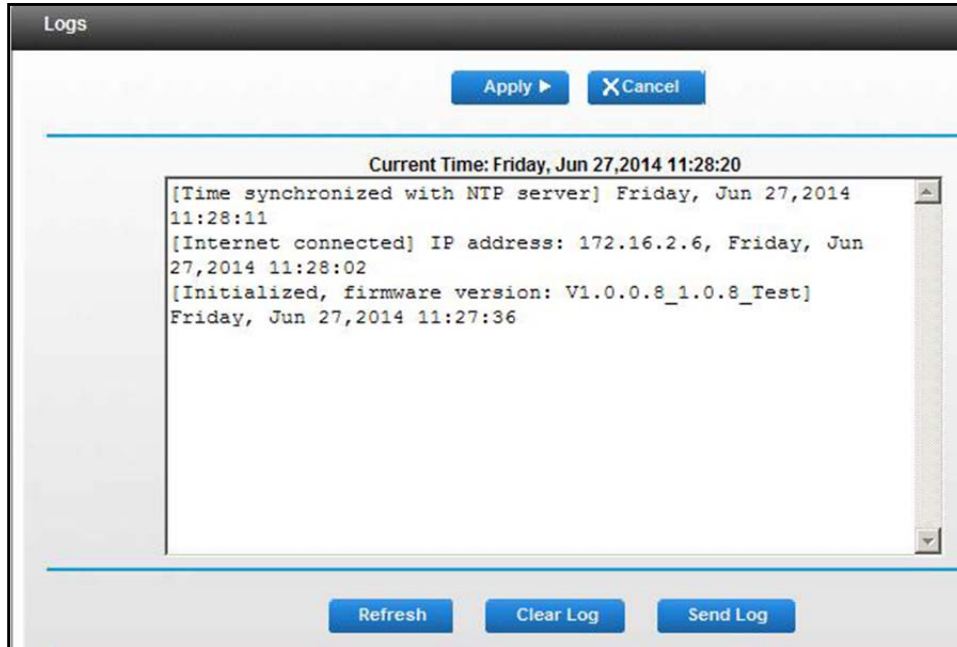 Logs
Apply
Cancel
Current Time: Friday, Jun 27,2014 11:28:20
[Time synchronized with NTP server] Friday, Jun 27,2014
11:28:11
[Internet connected] IP address: 172.16.2.6, Friday, Jun
27,2014 11:28:02
[Initialized, firmware version: V1.0.0.8_1.0.8_Test]
Friday, Jun 27,2014 11:27:36
Refresh
Clear Log
Send Log